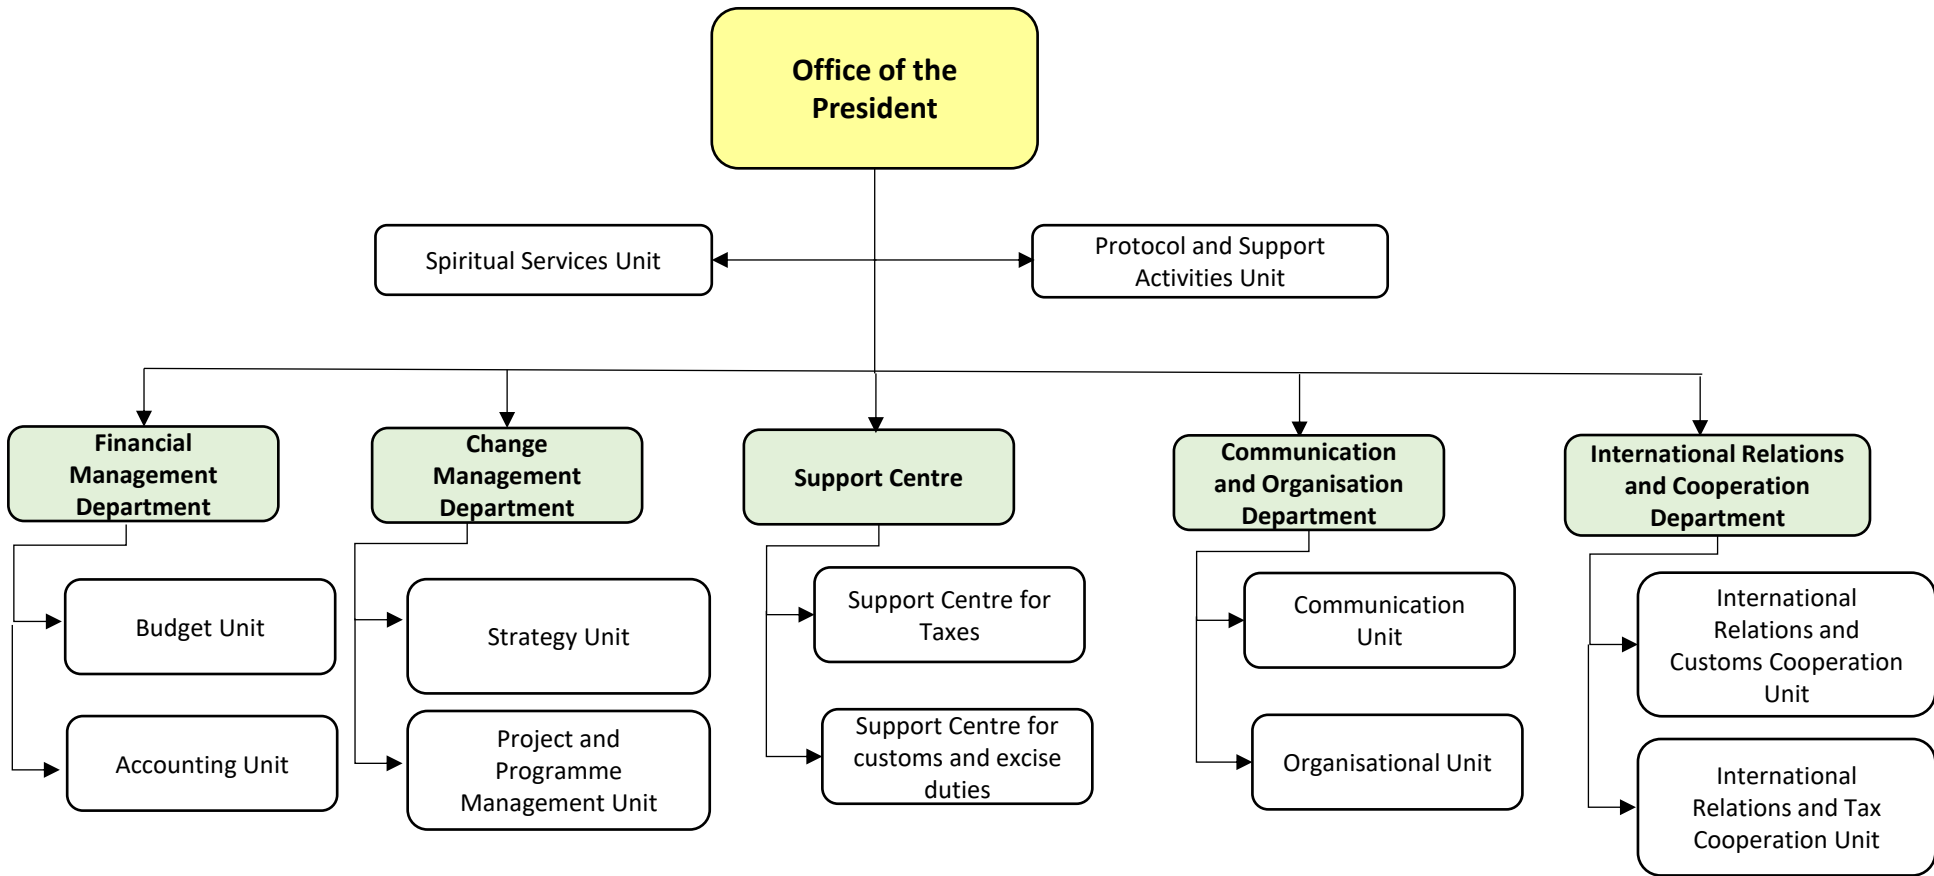 Office of the
President
Spiritual Services Unit
Protocol and Support
Activities Unit
Financial
Management
Department
Change
Management
Department
Support Centre
Communication
and Organisation
Department
International Relations
and Cooperation
Department
Budget Unit
Accounting Unit
Strategy Unit
Project and
Programme
Management Unit
Support Centre for
Taxes
Support Centre for
customs and excise
duties
Communication
Unit
Organisational Unit
International
Relations and
Customs Cooperation
Unit
International
Relations and Tax
Cooperation Unit